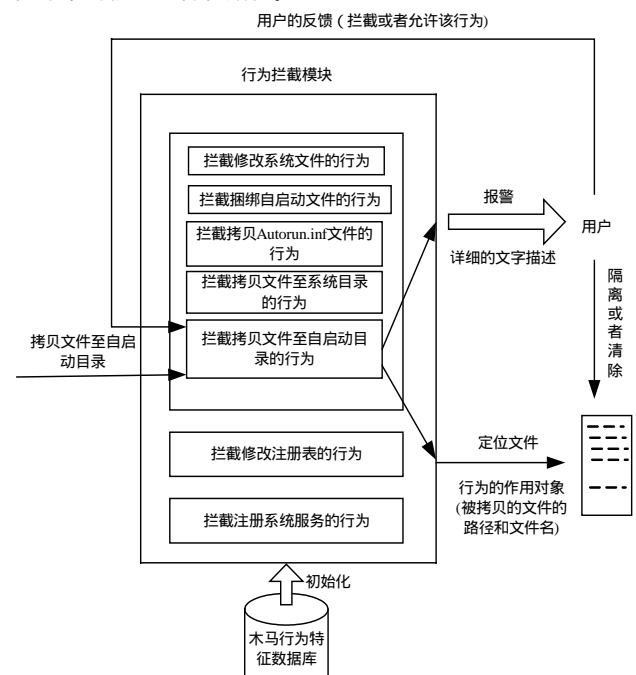 用户的反馈（拦截或者允许该行为)
行为拦截模块
拦截修改系统文件的行为
拦截捆绑自启动文件的行为
拦截拷贝Autorun.inf文件的
行为
拦截拷贝文件至系统目录
的行为
拦截拷贝文件至自启动目
录的行为
拷贝文件至自启
动目录
报警
详细的文字描述
用户
隔
离
或
者
清
除
拦截修改注册表的行为
定位文件
行为的作用对象
(被拷贝的文件的
路径和文件名)
拦截注册系统服务的行为
初始化
木马行为特
征数据库